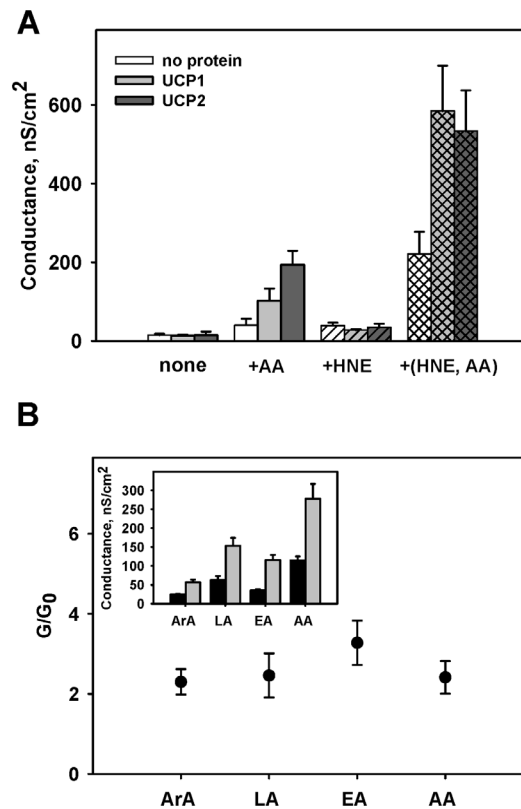 A
no protein
UCP1
UCP2
Conductance, nS/cm²
600
400
200
0
none +AA +HNE +(HNE, AA)
B
Conductance, nS/cm²
300
250
200
150
100
50
0
ArA LA EA AA
G/G₀
6
4
2
0
ArA LA EA AA